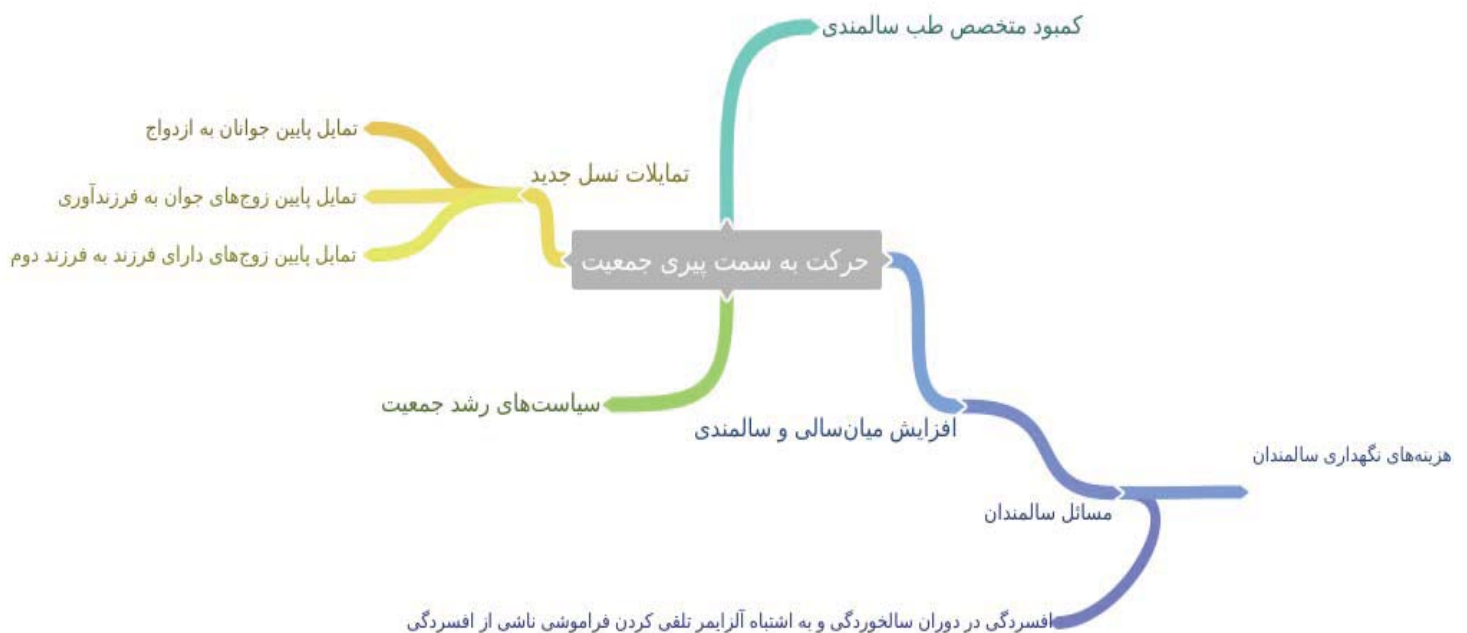 کمبود متخصص طب سالمندی
تمایل پایین جوانان به ازدواج
تمایلات نسل جدید
تمایل پایین زوج‌های جوان به فرزندآوری
تمایل پایین زوج‌های دارای فرزند به فرزند دوم
حرکت به سمت پیری جمعیت
سیاست‌های رشد جمعیت
افزایش میان‌سالی و سالمندی
هزینه‌های نگهداری سالمندان
مسائل سالمندان
افسردگی در دوران سالخوردگی و به اشتباه آلزایمر تلقی کردن فراموشی ناشی از افسردگی